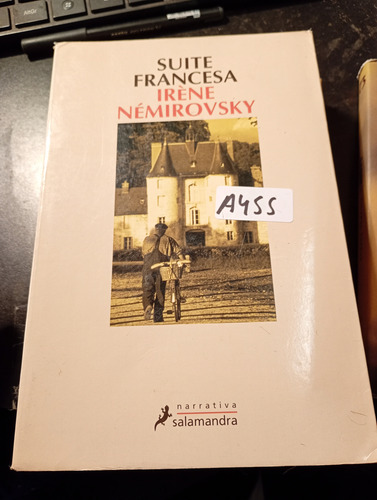 SUITE
FRANCESA
IRÈNE
NÉMIROVSKY
A455
narrativa
salamandra